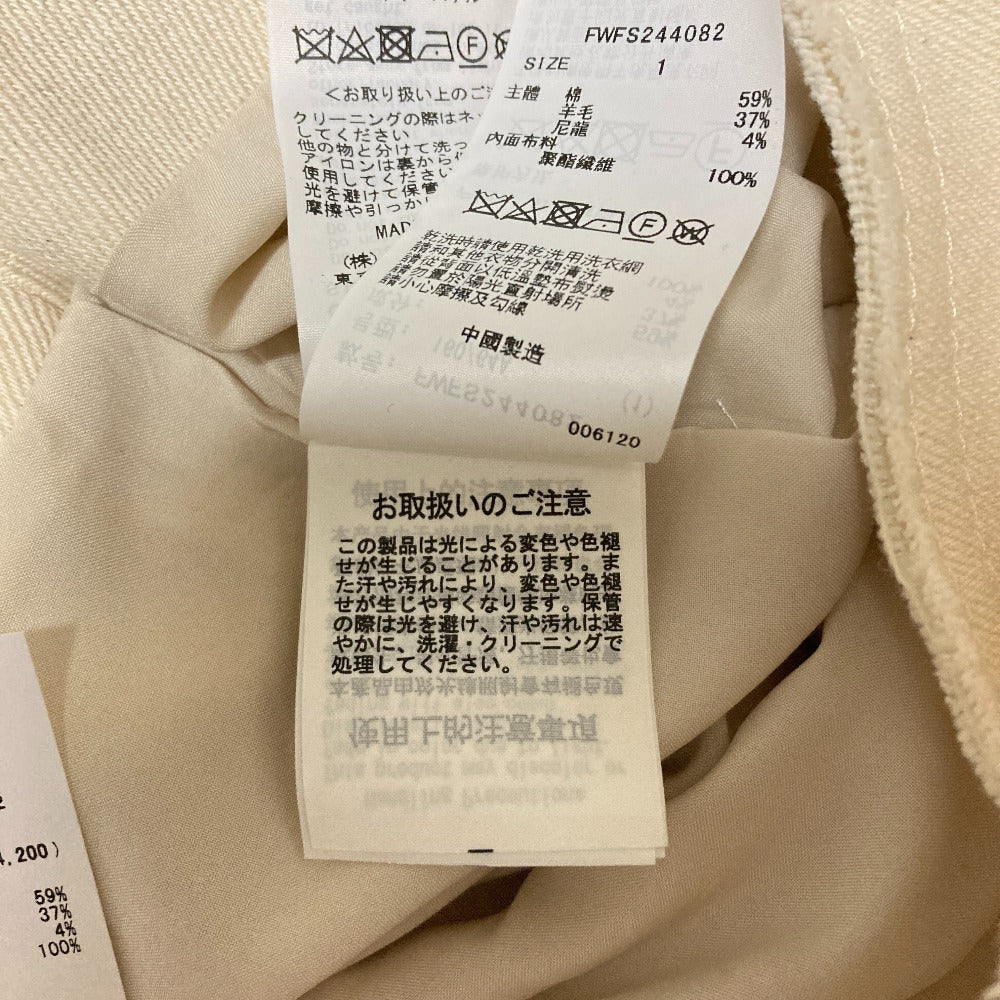 ＜お取り扱い上のご
クリーニングの際はネッ
してください
他の物と分けて洗っ
アイロンは裏から
使用してください
光を避けて保管
摩擦や引っか
MAD
(株)
FWFS244082
SIZE 1
主體 棉 59%
羊毛 37%
尼龍 4%
内面布料
聚酯纖維 100%
乾洗時請使用乾洗用洗衣網
請和其他衣物分開清洗
請從背面以低溫墊布熨燙
請勿置於陽光直射場所
請小心摩擦及勾線
中國製造
006120
お取扱いのご注意
この製品は光による変色や色褪
せが生じることがあります。ま
た汗や汚れにより、変色や色褪
せが生じやすくなります。保管
の際は光を避け、汗や汚れは速
やかに、洗濯・クリーニングで
処理してください。
,200)
59%
37%
4%
100%